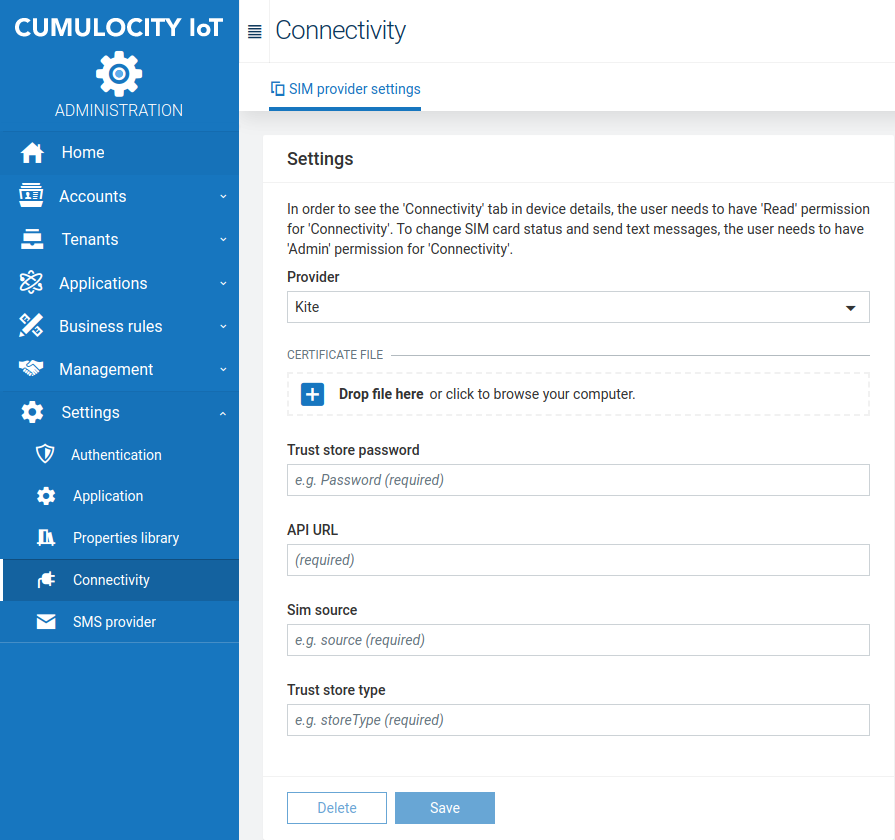 CUMULOCITY IoT
ADMINISTRATION
Home
Accounts
Tenants
Applications
Business rules
Management
Settings
Authentication
Application
Properties library
Connectivity
SMS provider
Connectivity
SIM provider settings
Settings
In order to see the 'Connectivity' tab in device details, the user needs to have 'Read' permission
for 'Connectivity'. To change SIM card status and send text messages, the user needs to have
'Admin' permission for 'Connectivity'.
Provider
Kite
CERTIFICATE FILE
Drop file here or click to browse your computer.
Trust store password
e.g. Password (required)
API URL
(required)
Sim source
e.g. source (required)
Trust store type
e.g. storeType (required)
Delete
Save